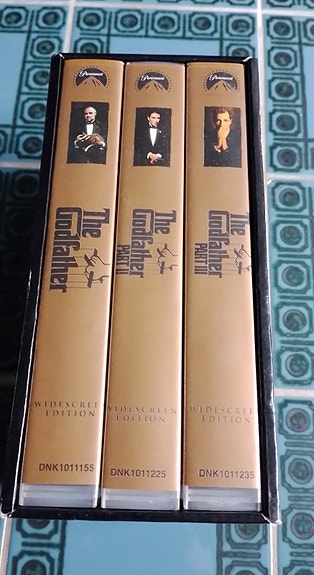 Paramount
The
Godfather
WIDESCREEN
EDITION
DNK1011155
Paramount
The
Godfather
PART II
WIDESCREEN
EDITION
DNK1011225
Paramount
The
Godfather
PART III
WIDESCREEN
EDITION
DNK1011235